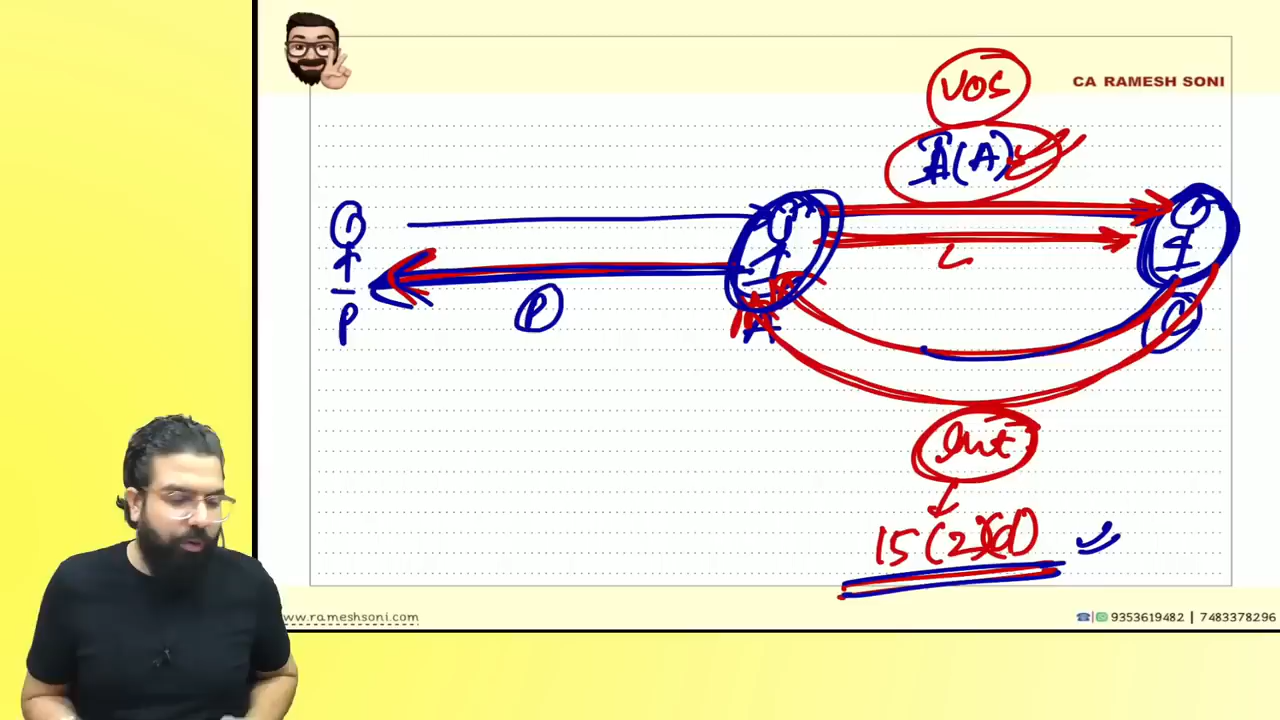 VOS
CA RAMESH SONI
A(A)
L
P
P
A
C
Int
15(2)(d)
www.rameshsoni.com
9353619482 | 7483378296